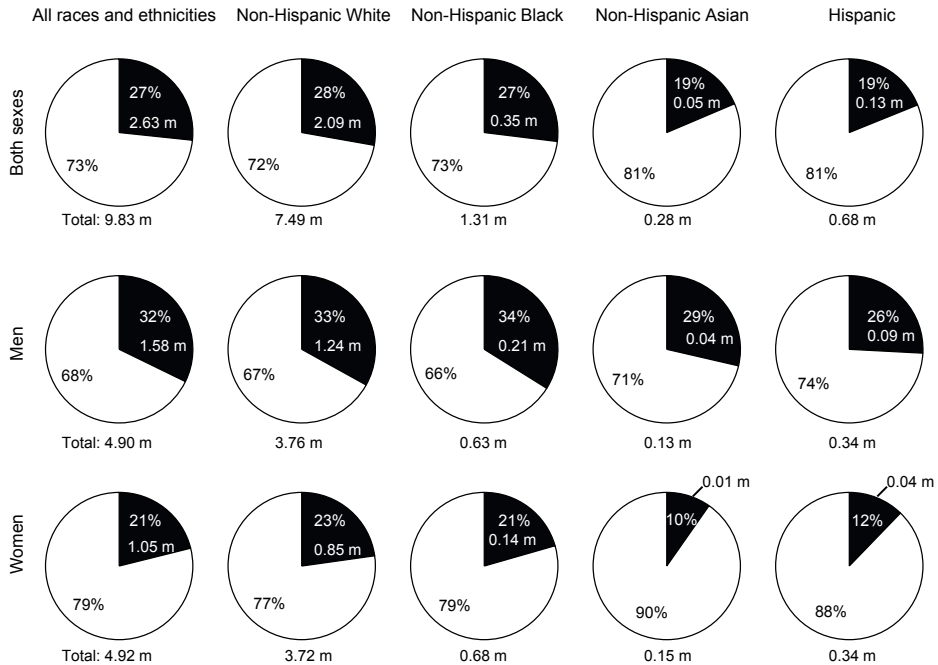 All races and ethnicities Non-Hispanic White Non-Hispanic Black Non-Hispanic Asian Hispanic
Both sexes
27% 28% 27% 19% 19%
2.63 m 2.09 m 0.35 m 0.05 m 0.13 m
73% 72% 73% 81% 81%
Total: 9.83 m 7.49 m 1.31 m 0.28 m 0.68 m
Men
32% 33% 34% 29% 26%
1.58 m 1.24 m 0.21 m 0.04 m 0.09 m
68% 67% 66% 71% 74%
Total: 4.90 m 3.76 m 0.63 m 0.13 m 0.34 m
Women
0.01 m 0.04 m
21% 23% 21% 10% 12%
1.05 m 0.85 m 0.14 m
79% 77% 79% 90% 88%
Total: 4.92 m 3.72 m 0.68 m 0.15 m 0.34 m